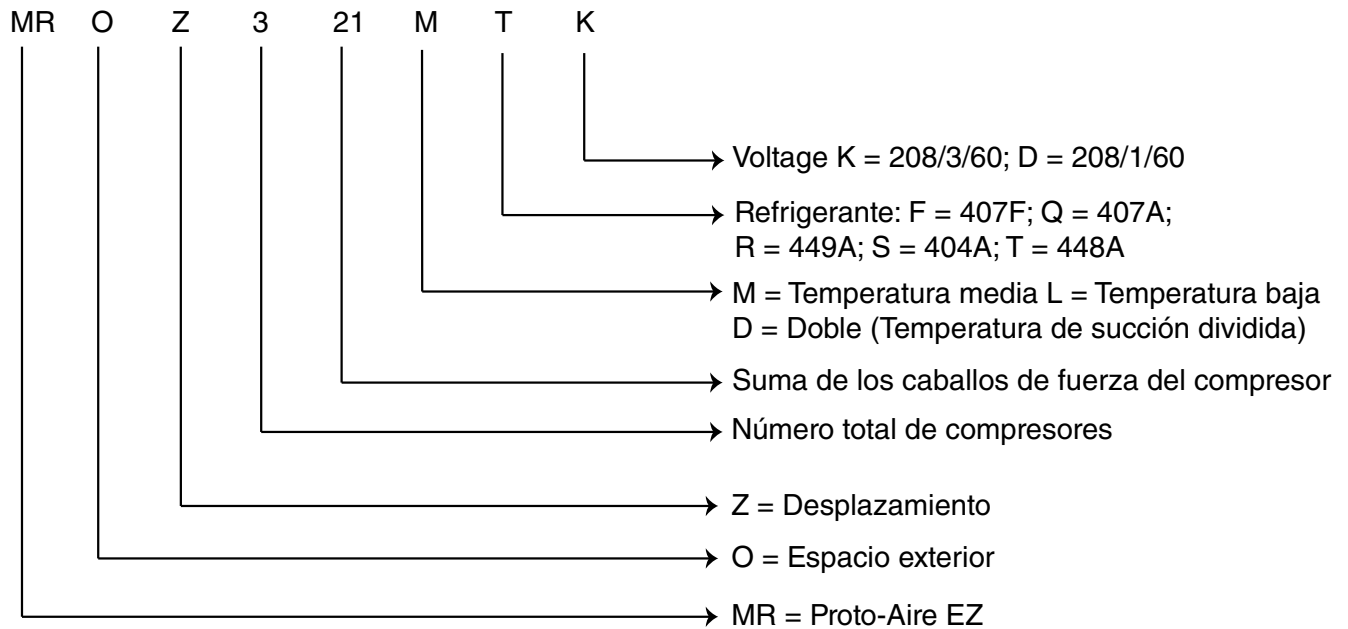 MR O Z 3 21 M T K
Voltage K = 208/3/60; D = 208/1/60
Refrigerante: F = 407F; Q = 407A;
R = 449A; S = 404A; T = 448A
M = Temperatura media L = Temperatura baja
D = Doble (Temperatura de succión dividida)
Suma de los caballos de fuerza del compresor
Número total de compresores
Z = Desplazamiento
O = Espacio exterior
MR = Proto-Aire EZ